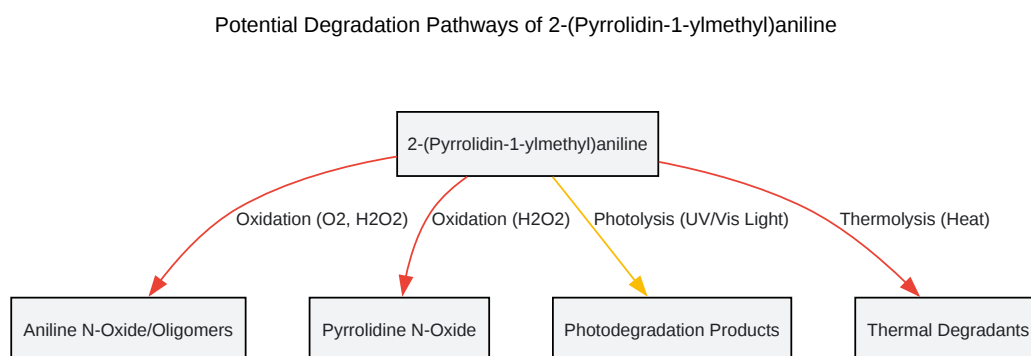 Potential Degradation Pathways of 2-(Pyrrolidin-1-ylmethyl)aniline
2-(Pyrrolidin-1-ylmethyl)aniline
Oxidation (O2, H2O2)
Oxidation (H2O2)
Photolysis (UV/Vis Light)
Thermolysis (Heat)
Aniline N-Oxide/Oligomers
Pyrrolidine N-Oxide
Photodegradation Products
Thermal Degradants